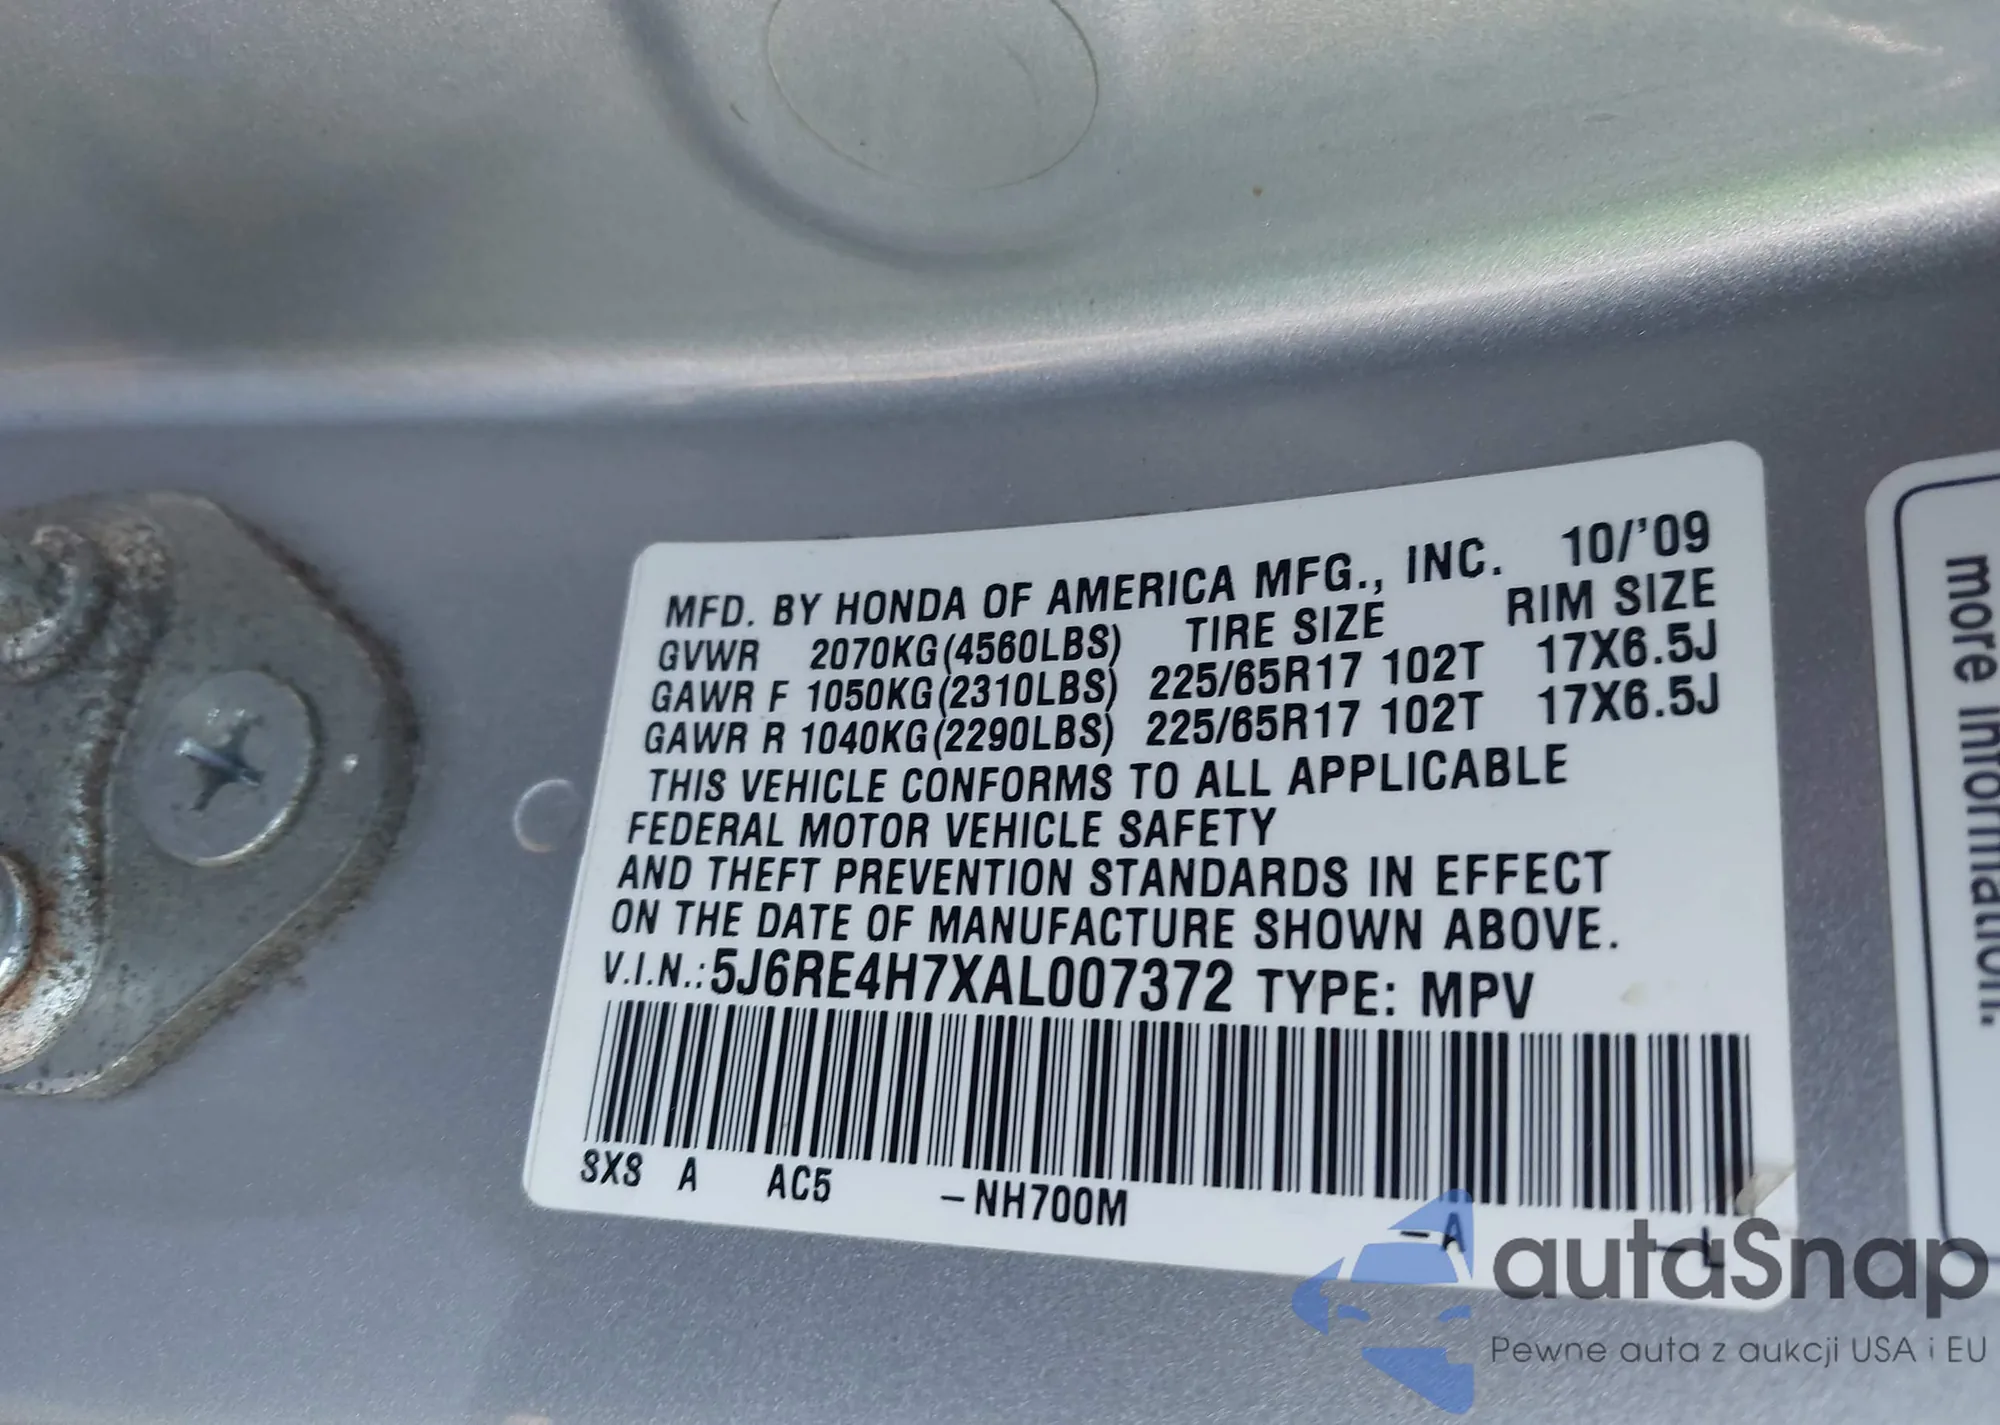 MFD. BY HONDA OF AMERICA MFG., INC. 10/'09
GVWR 2070KG(4560LBS) TIRE SIZE RIM SIZE
GAWR F 1050KG(2310LBS) 225/65R17 102T 17X6.5J
GAWR R 1040KG(2290LBS) 225/65R17 102T 17X6.5J
THIS VEHICLE CONFORMS TO ALL APPLICABLE
FEDERAL MOTOR VEHICLE SAFETY
AND THEFT PREVENTION STANDARDS IN EFFECT
ON THE DATE OF MANUFACTURE SHOWN ABOVE.
V.I.N.:5J6RE4H7XAL007372 TYPE: MPV
SXS A AC5 -NH700M -A -L
more information.
autaSnap
Pewne auta z aukcji USA i EU